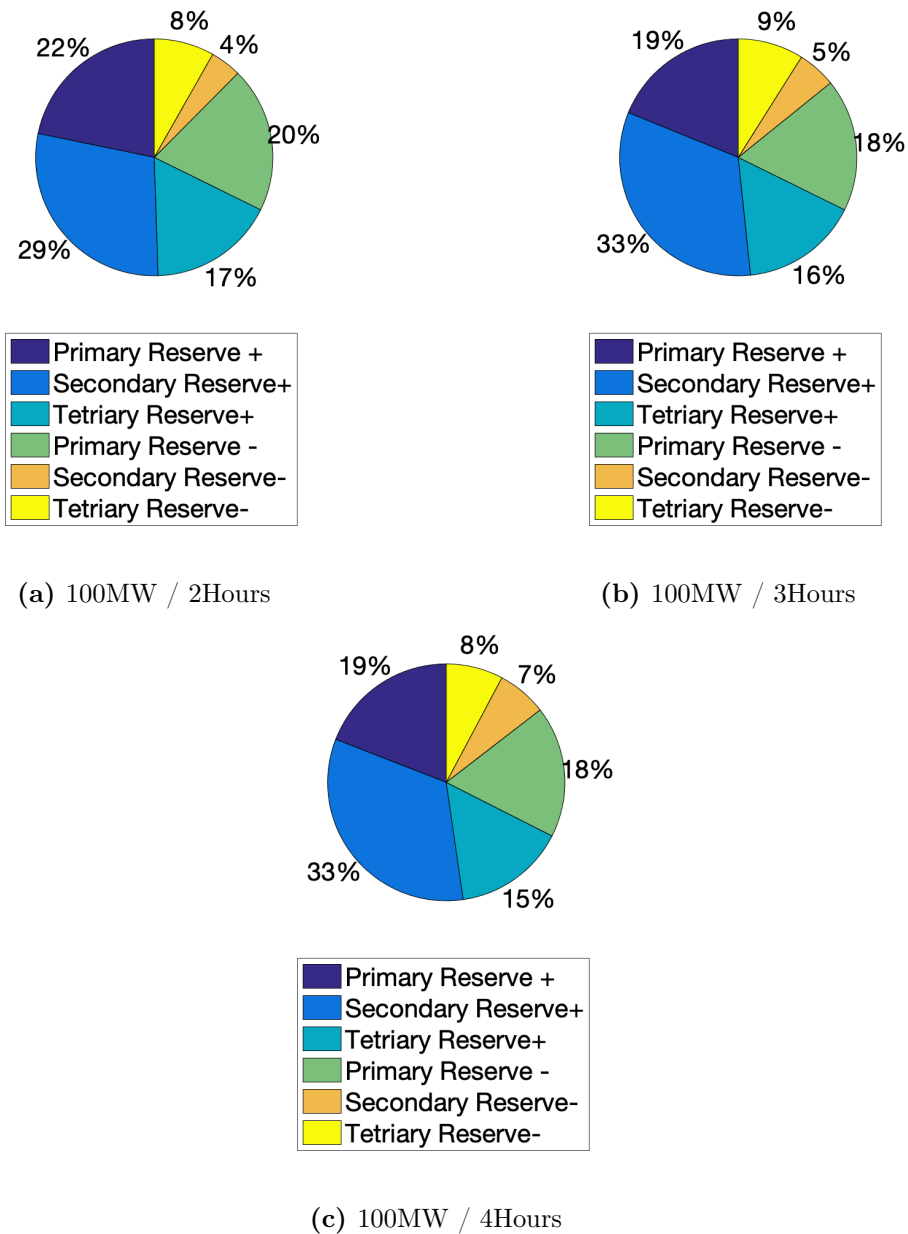 8%
22%
4%
20%
29%
17%
Primary Reserve +
Secondary Reserve+
Tetriary Reserve+
Primary Reserve -
Secondary Reserve-
Tetriary Reserve-
(a) 100MW / 2Hours
9%
19%
5%
18%
33%
16%
Primary Reserve +
Secondary Reserve+
Tetriary Reserve+
Primary Reserve -
Secondary Reserve-
Tetriary Reserve-
(b) 100MW / 3Hours
8%
19%
7%
18%
33%
15%
Primary Reserve +
Secondary Reserve+
Tetriary Reserve+
Primary Reserve -
Secondary Reserve-
Tetriary Reserve-
(c) 100MW / 4Hours